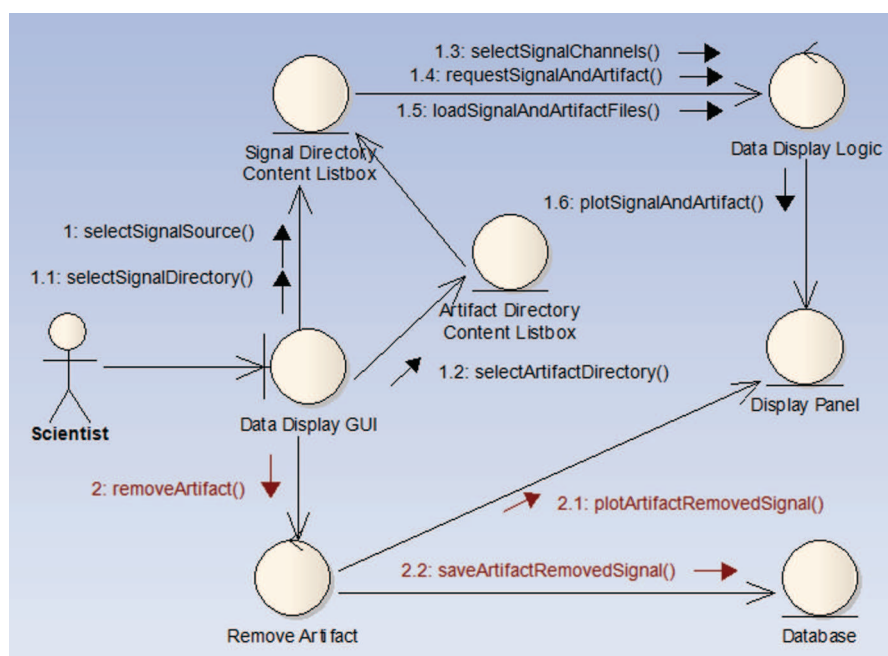 1.3: selectSignalChannels()
1.4: requestSignalAndArtifact()
1.5: loadSignalAndArtifactFiles()
Signal Directory
Content Listbox
Data Display Logic
1.6: plotSignalAndArtifact()
1: selectSignalSource()
1.1: selectSignalDirectory()
Artifact Directory
Content Listbox
1.2: selectArtifactDirectory()
Scientist
Data Display GUI
Display Panel
2: removeArtifact()
2.1: plotArtifactRemovedSignal()
2.2: saveArtifactRemovedSignal()
Remove Artifact
Database